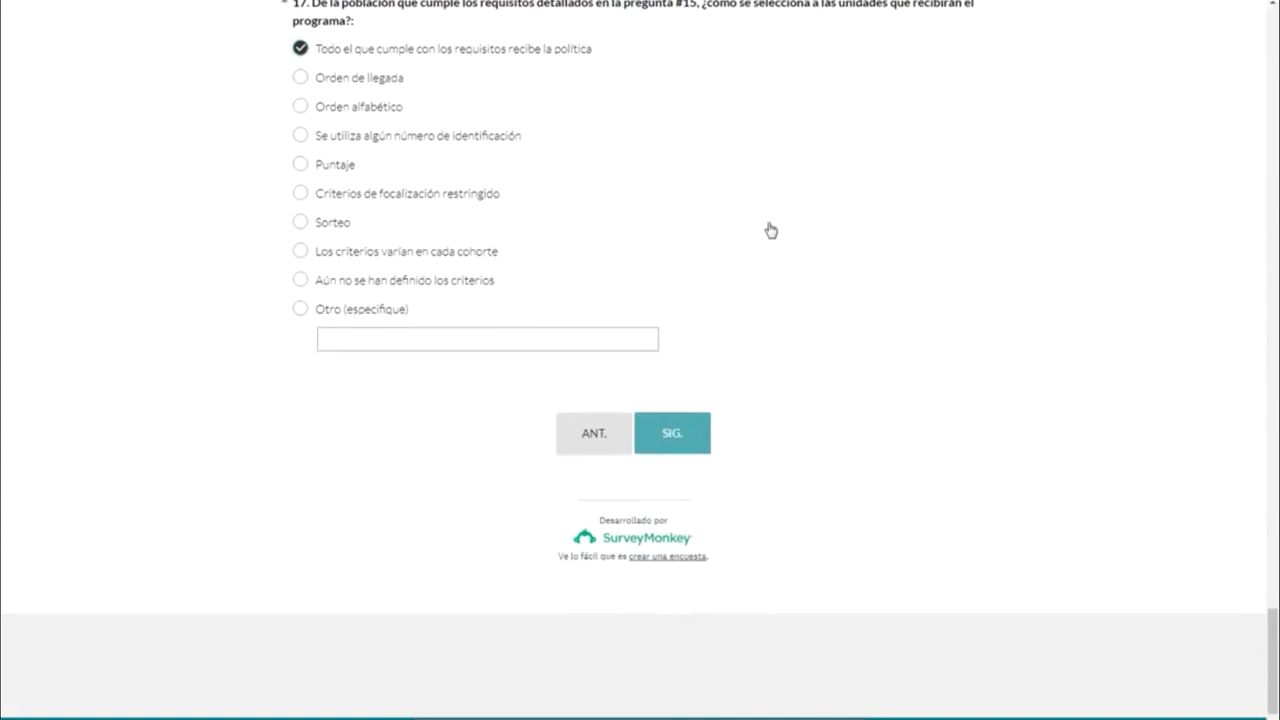 * 17. De la población que cumple los requisitos detallados en la pregunta #15, ¿cómo se selecciona a las unidades que recibirán el
programa?:
Todo el que cumple con los requisitos recibe la política
Orden de llegada
Orden alfabético
Se utiliza algún número de identificación
Puntaje
Criterios de focalización restringido
Sorteo
Los criterios varían en cada cohorte
Aún no se han definido los criterios
Otro (especifique)
ANT.
SIG.
Desarrollado por
SurveyMonkey
Ve lo fácil que es crear una encuesta.